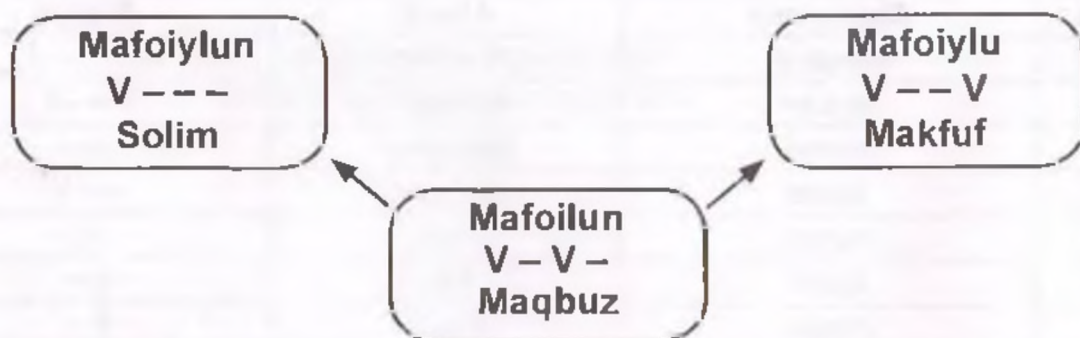 Mafoiylun
V – – –
Solim
Mafoiylu
V – – V
Makfuf
Mafoilun
V – V –
Maqbuz